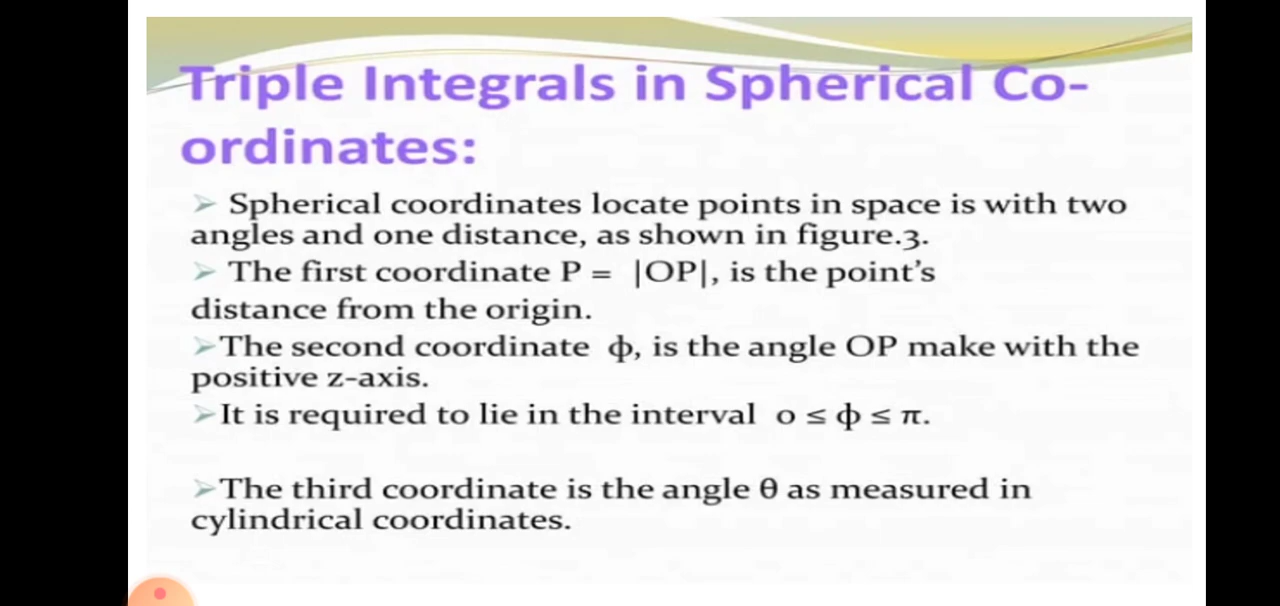 Triple Integrals in Spherical Co-
ordinates:
➢ Spherical coordinates locate points in space is with two
angles and one distance, as shown in figure.3.
➢ The first coordinate P = |OP|, is the point’s
distance from the origin.
➢The second coordinate ϕ, is the angle OP make with the
positive z-axis.
➢It is required to lie in the interval 0 ≤ ϕ ≤ π.
➢The third coordinate is the angle θ as measured in
cylindrical coordinates.